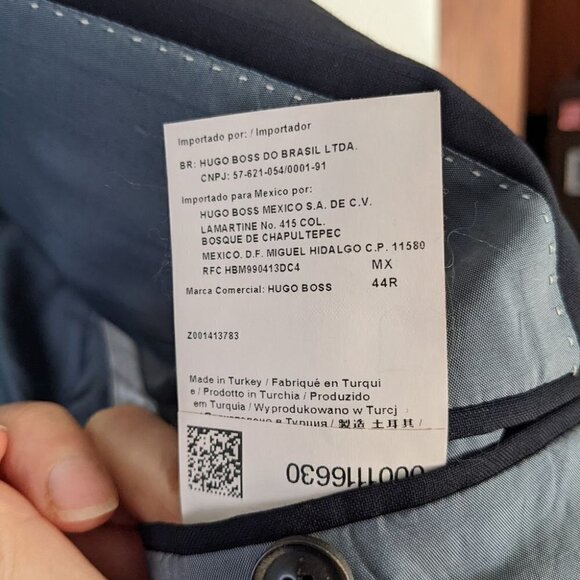 Importado por: / Importador
BR: HUGO BOSS DO BRASIL LTDA.
CNPJ: 57-621-054/0001-91
Importado para Mexico por:
HUGO BOSS MEXICO S.A. DE C.V.
LAMARTINE No. 415 COL.
BOSQUE DE CHAPULTEPEC
MEXICO. D.F. MIGUEL HIDALGO C.P. 11580
RFC HBM990413DC4 MX
Marca Comercial: HUGO BOSS 44R
Z001413783
Made in Turkey / Fabriqué en Turqui
e / Prodotto in Turchia / Produzido
em Turquia / Wyprodukowano w Turcj
в Турция / 製造 土耳其 /
0001116630